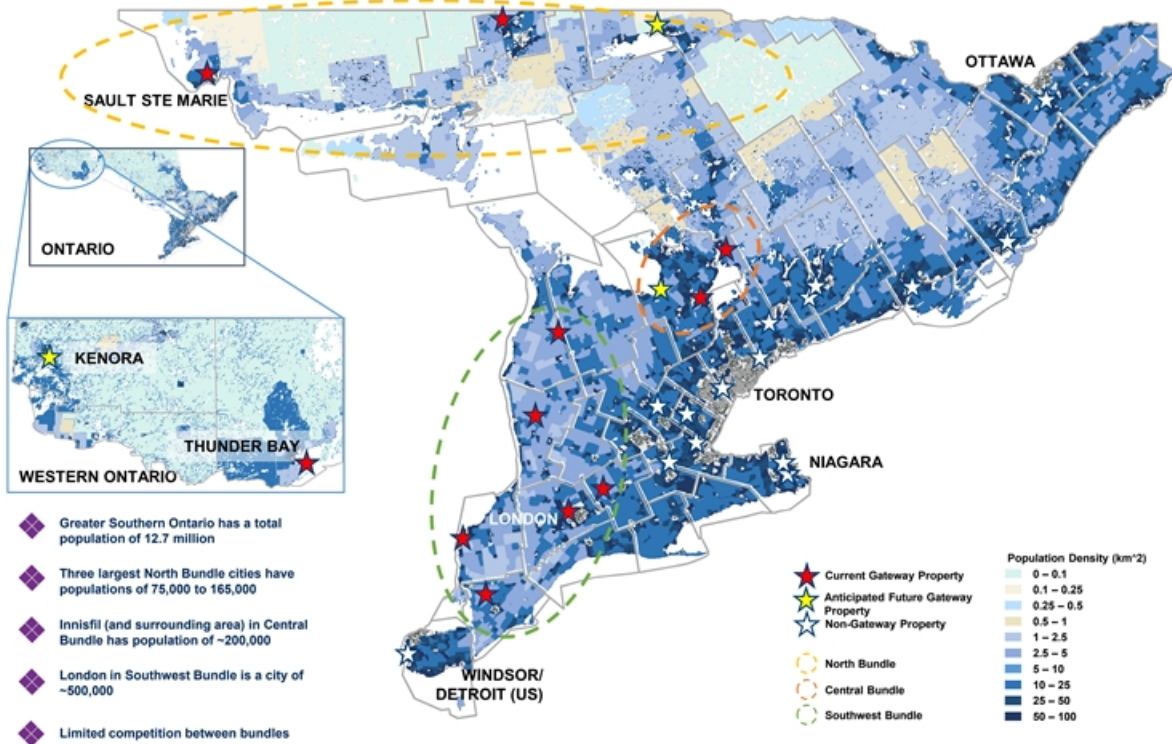 OTTAWA
SAULT STE MARIE
ONTARIO
KENORA
THUNDER BAY
WESTERN ONTARIO
TORONTO
NIAGARA
LONDON
WINDSOR/
DETROIT (US)
Greater Southern Ontario has a total
population of 12.7 million
Three largest North Bundle cities have
populations of 75,000 to 165,000
Innisfil (and surrounding area) in Central
Bundle has population of ~200,000
London in Southwest Bundle is a city of
~500,000
Limited competition between bundles
Current Gateway Property
Anticipated Future Gateway
Property
Non-Gateway Property
North Bundle
Central Bundle
Southwest Bundle
Population Density (km^2)
0 – 0.1
0.1 – 0.25
0.25 – 0.5
0.5 – 1
1 – 2.5
2.5 – 5
5 – 10
10 – 25
25 – 50
50 – 100